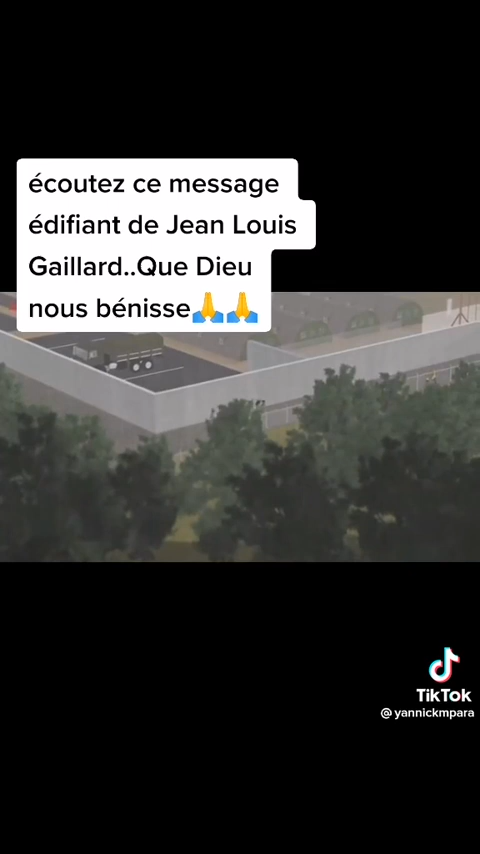 écoutez ce message
édifiant de Jean Louis
Gaillard..Que Dieu
nous bénisse🙏🙏
TikTok
@yannickmpara